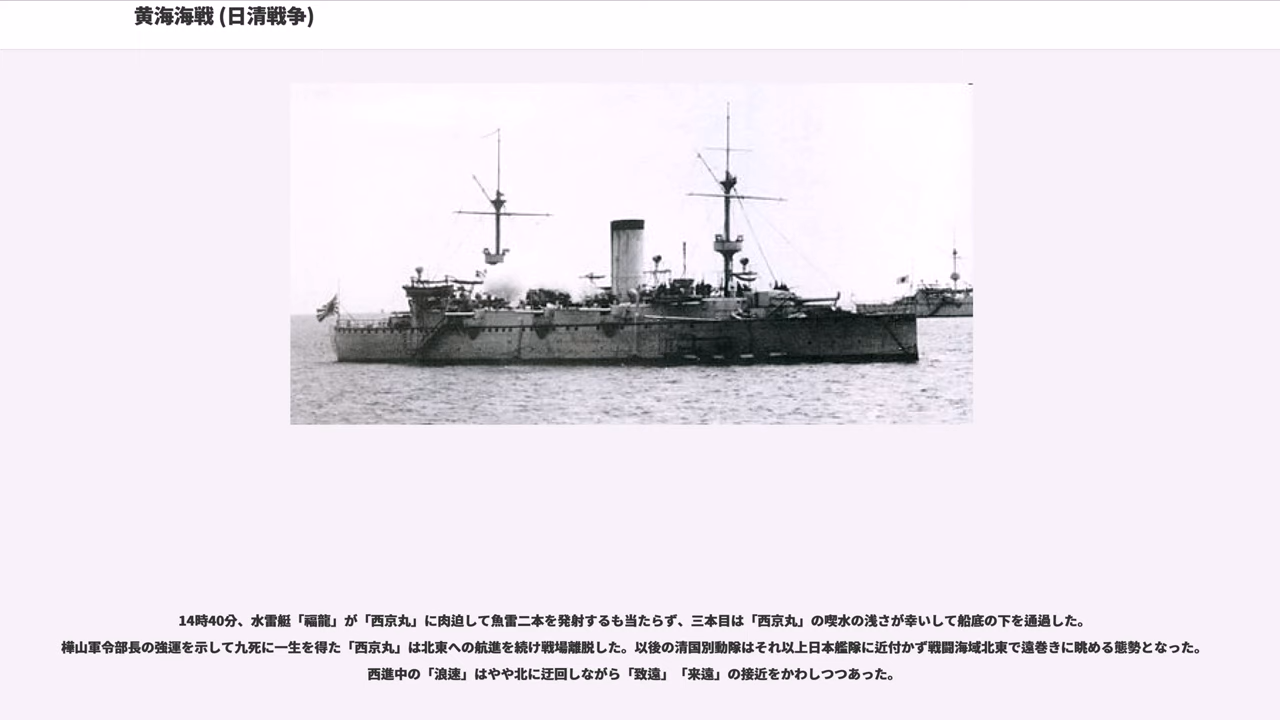 黄海海戦 (日清戦争)
14時40分、水雷艇「福龍」が「西京丸」に肉迫して魚雷二本を発射するも当たらず、三本目は「西京丸」の喫水の浅さが幸いして船底の下を通過した。
樺山軍令部長の強運を示して九死に一生を得た「西京丸」は北東への航進を続け戦場離脱した。以後の清国別動隊はそれ以上日本艦隊に近付かず戦闘海域北東で遠巻きに眺める態勢となった。
西進中の「浪速」はやや北に迂回しながら「致遠」「来遠」の接近をかわしつつあった。